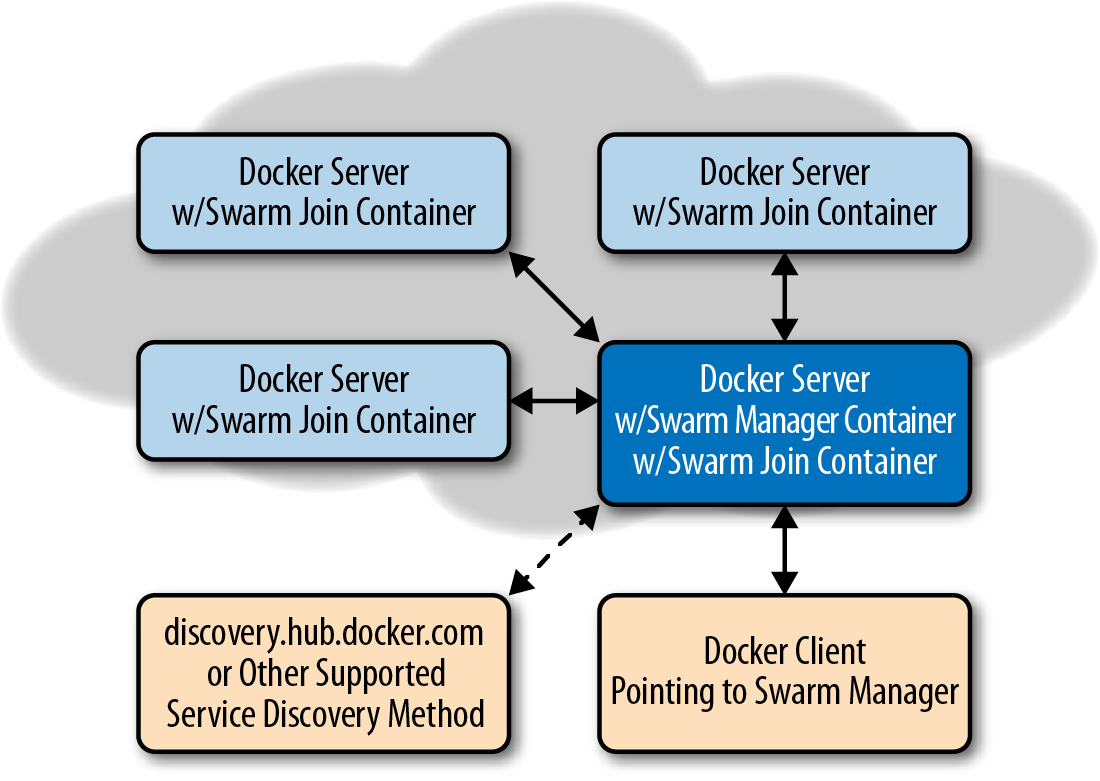 Docker Server
w/Swarm Join Container
Docker Server
w/Swarm Join Container
Docker Server
w/Swarm Join Container
Docker Server
w/Swarm Manager Container
w/Swarm Join Container
discovery.hub.docker.com
or Other Supported
Service Discovery Method
Docker Client
Pointing to Swarm Manager